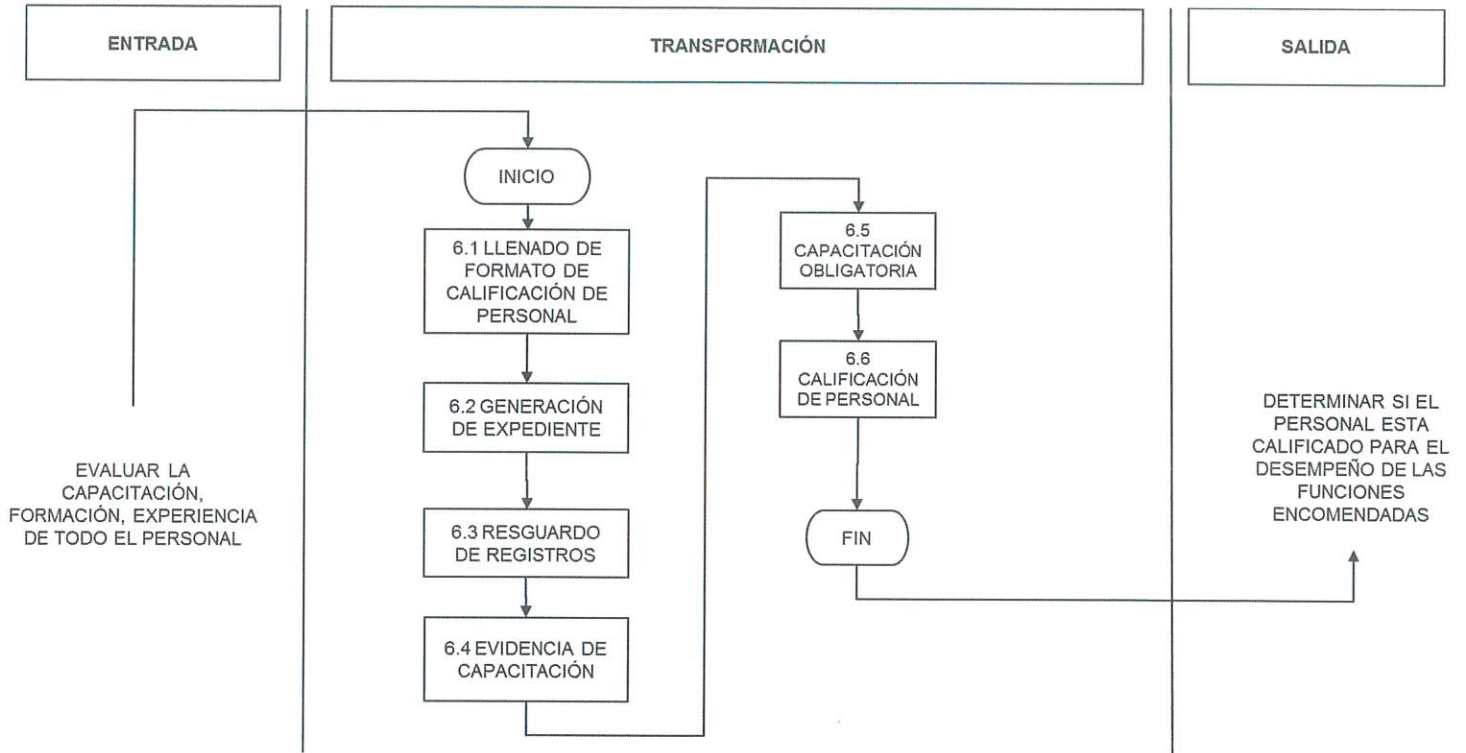 ENTRADA
TRANSFORMACIÓN
SALIDA
EVALUAR LA
CAPACITACIÓN,
FORMACIÓN, EXPERIENCIA
DE TODO EL PERSONAL
INICIO
6.1 LLENADO DE
FORMATO DE
CALIFICACIÓN DE
PERSONAL
6.2 GENERACIÓN
DE EXPEDIENTE
6.3 RESGUARDO
DE REGISTROS
6.4 EVIDENCIA DE
CAPACITACIÓN
6.5
CAPACITACIÓN
OBLIGATORIA
6.6
CALIFICACIÓN
DE PERSONAL
FIN
DETERMINAR SI EL
PERSONAL ESTA
CALIFICADO PARA EL
DESEMPEÑO DE LAS
FUNCIONES
ENCOMENDADAS